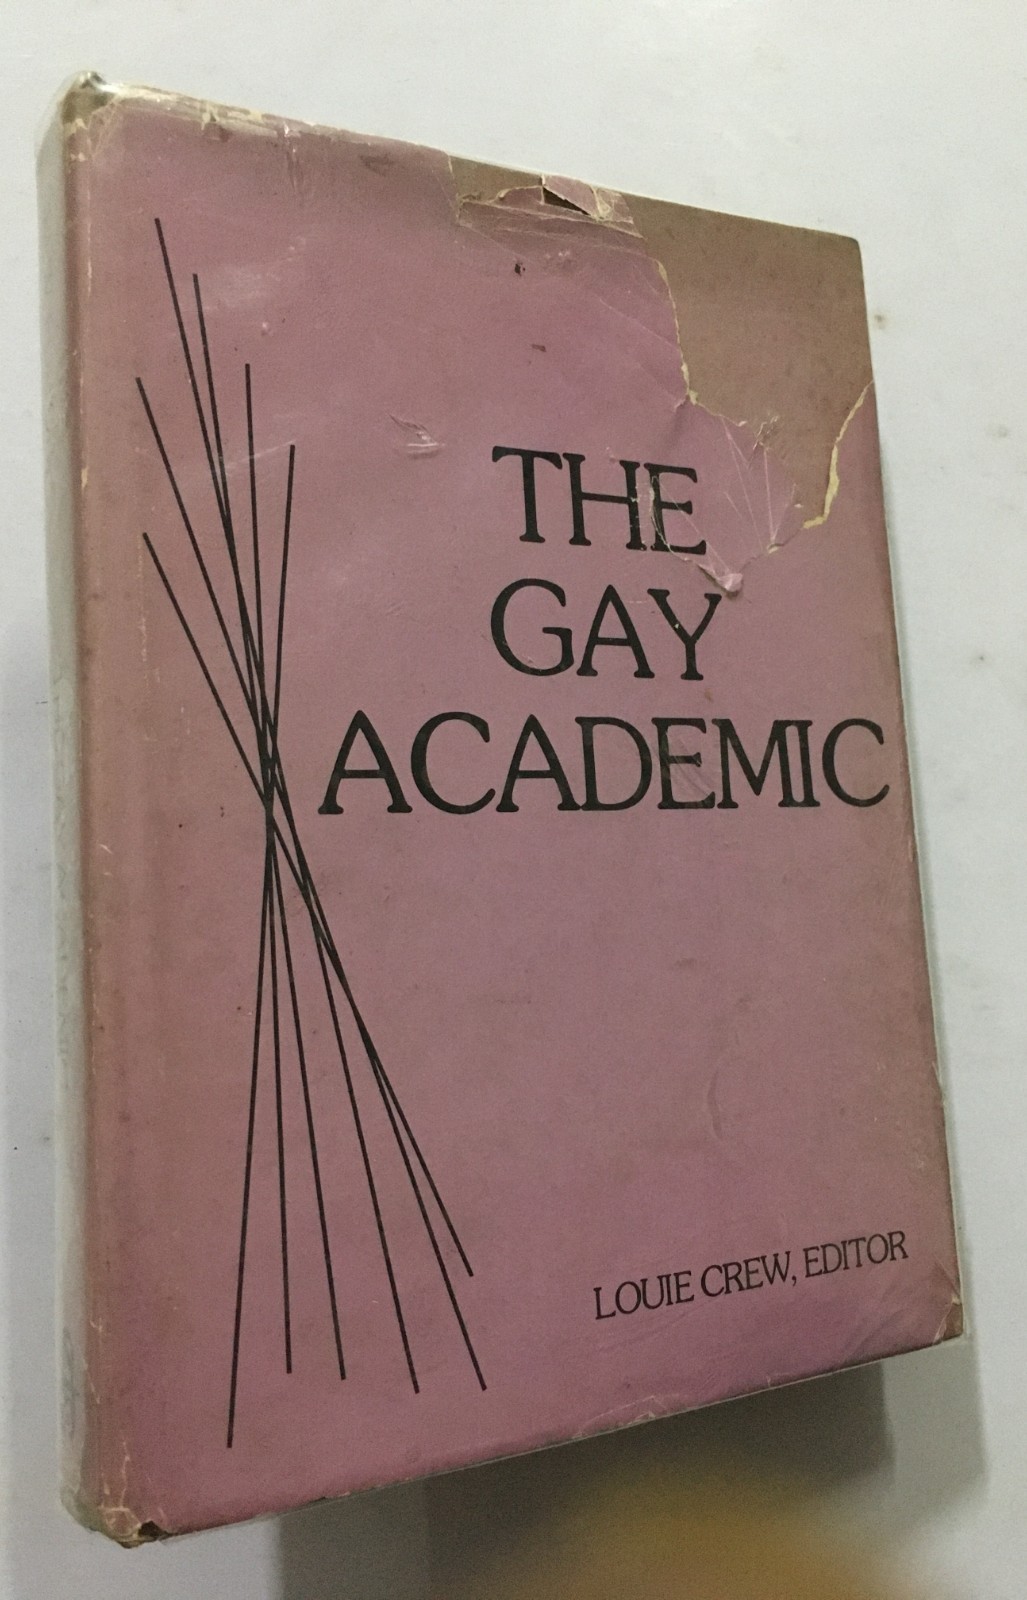 THE
GAY
ACADEMIC
LOUIE CREW, EDITOR